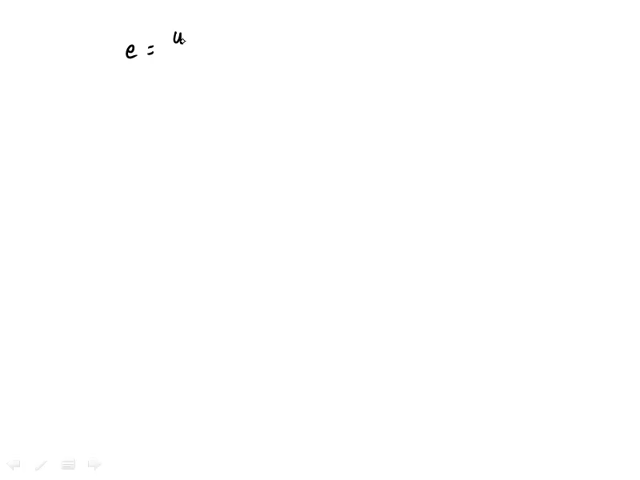 e = u